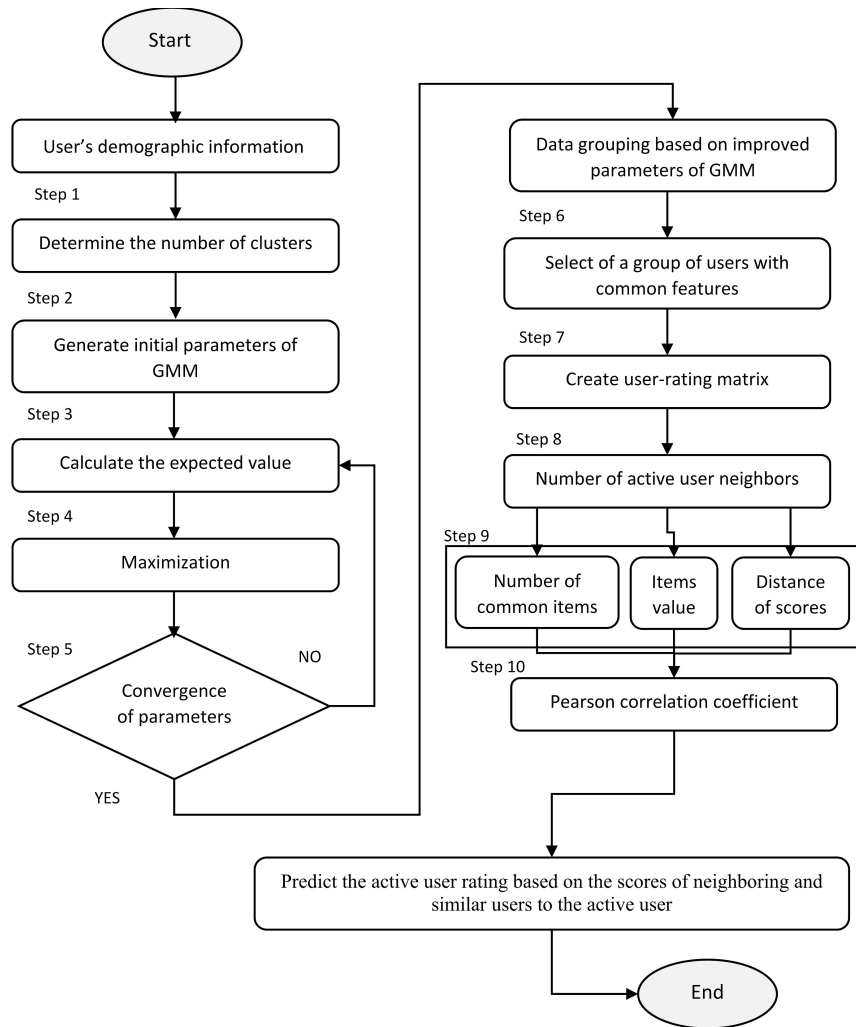 Start
User's demographic information
Step 1
Determine the number of clusters
Step 2
Generate initial parameters of
GMM
Step 3
Calculate the expected value
Step 4
Maximization
Step 5
NO
Convergence
of parameters
YES
Data grouping based on improved
parameters of GMM
Step 6
Select of a group of users with
common features
Step 7
Create user-rating matrix
Step 8
Number of active user neighbors
Step 9
Number of
common items
Items
value
Distance
of scores
Step 10
Pearson correlation coefficient
Predict the active user rating based on the scores of neighboring and
similar users to the active user
End